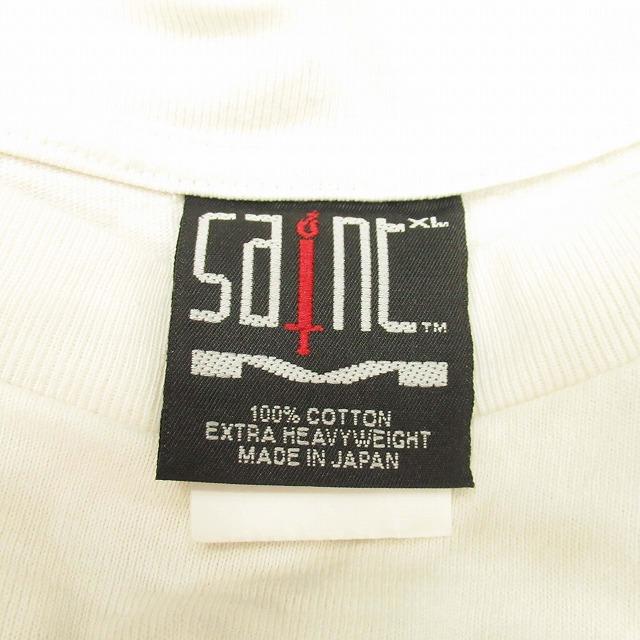 saint XL
™
100% COTTON
EXTRA HEAVYWEIGHT
MADE IN JAPAN